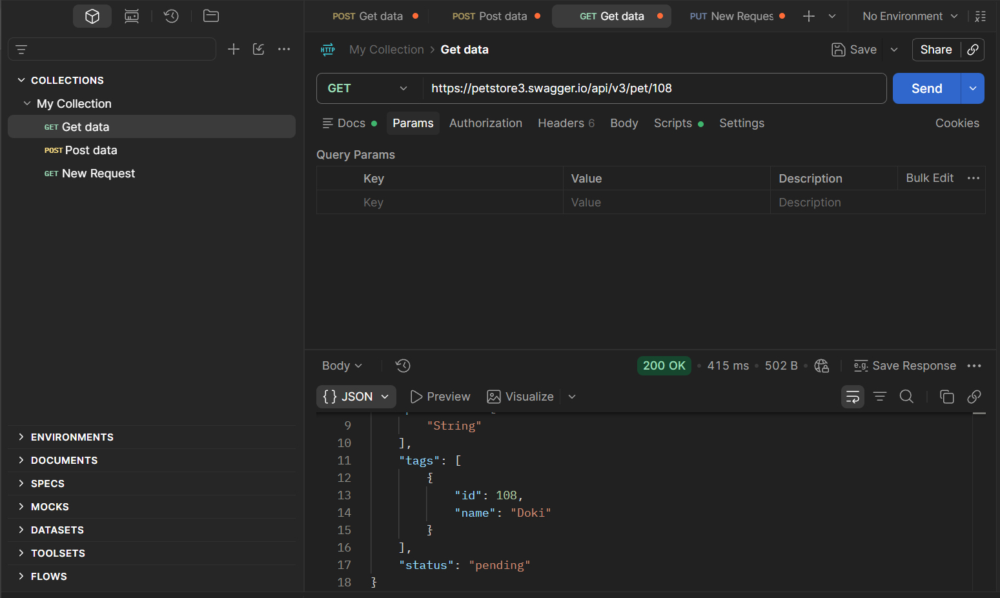 POST Get data
POST Post data
GET Get data
PUT New Reques
No Environment
HTTP My Collection > Get data
Save
Share
COLLECTIONS
My Collection
GET Get data
POST Post data
GET New Request
GET https://petstore3.swagger.io/api/v3/pet/108
Send
Docs Params Authorization Headers 6 Body Scripts Settings Cookies
Query Params
Key Value Description Bulk Edit
Key Value Description
Body 200 OK • 415 ms • 502 B • e.g. Save Response
{} JSON Preview Visualize
9 "String"
10 ],
11 "tags": [
12 {
13 "id": 108,
14 "name": "Doki"
15 }
16 ],
17 "status": "pending"
18 }
ENVIRONMENTS
DOCUMENTS
SPECS
MOCKS
DATASETS
TOOLSETS
FLOWS